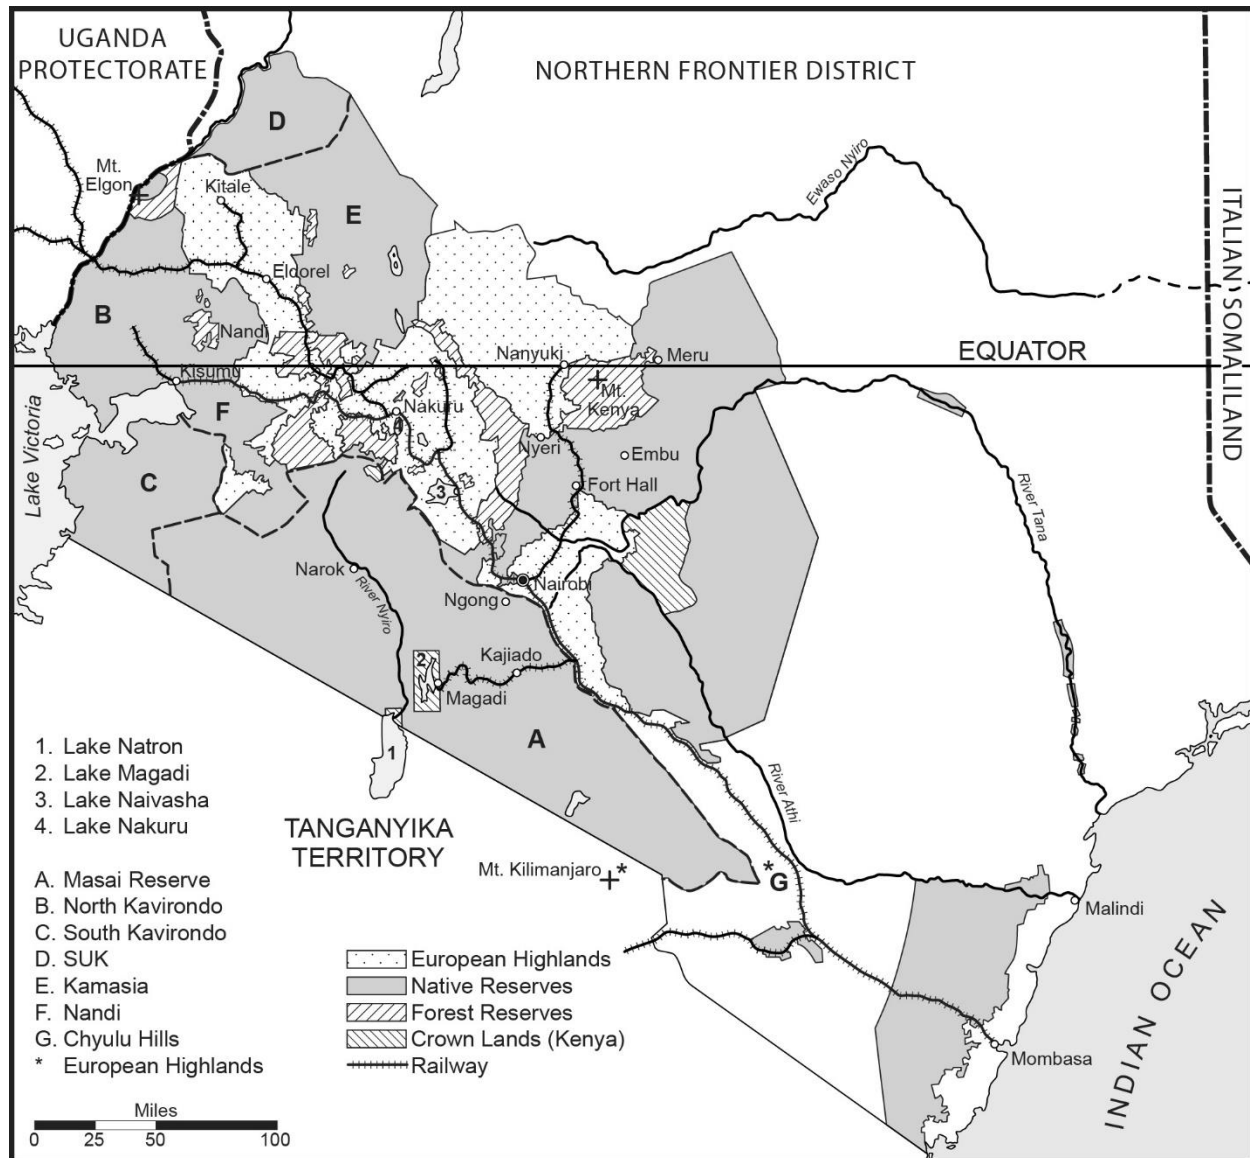 UGANDA
PROTECTORATE
NORTHERN FRONTIER DISTRICT
ITALIAN SOMALILAND
D
Mt.
Elgon
Kitale
E
Ewaso Nyiro
Eldorel
B
Nandi
Nanyuki
Meru
EQUATOR
Kisumu
Mt.
Kenya
F
Nakuru
4
Lake Victoria
Nyeri
Embu
C
3
Fort Hall
River Tana
Narok
River Nyiro
Nairobi
Ngong
2
Kajiado
Magadi
A
1
River Athi
1. Lake Natron
2. Lake Magadi
3. Lake Naivasha
4. Lake Nakuru
TANGANYIKA
TERRITORY
Mt. Kilimanjaro
*
*
G
Malindi
A. Masai Reserve
B. North Kavirondo
C. South Kavirondo
D. SUK
E. Kamasia
F. Nandi
G. Chyulu Hills
* European Highlands
European Highlands
Native Reserves
Forest Reserves
Crown Lands (Kenya)
Railway
Mombasa
INDIAN OCEAN
Miles
0 25 50 100